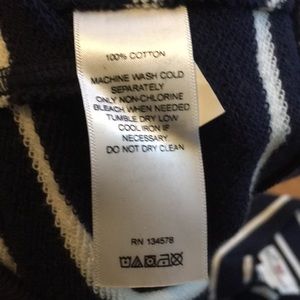 100% COTTON
MACHINE WASH COLD
SEPARATELY
ONLY NON-CHLORINE
BLEACH WHEN NEEDED
TUMBLE DRY LOW
COOL IRON IF
NECESSARY
DO NOT DRY CLEAN
RN 134578